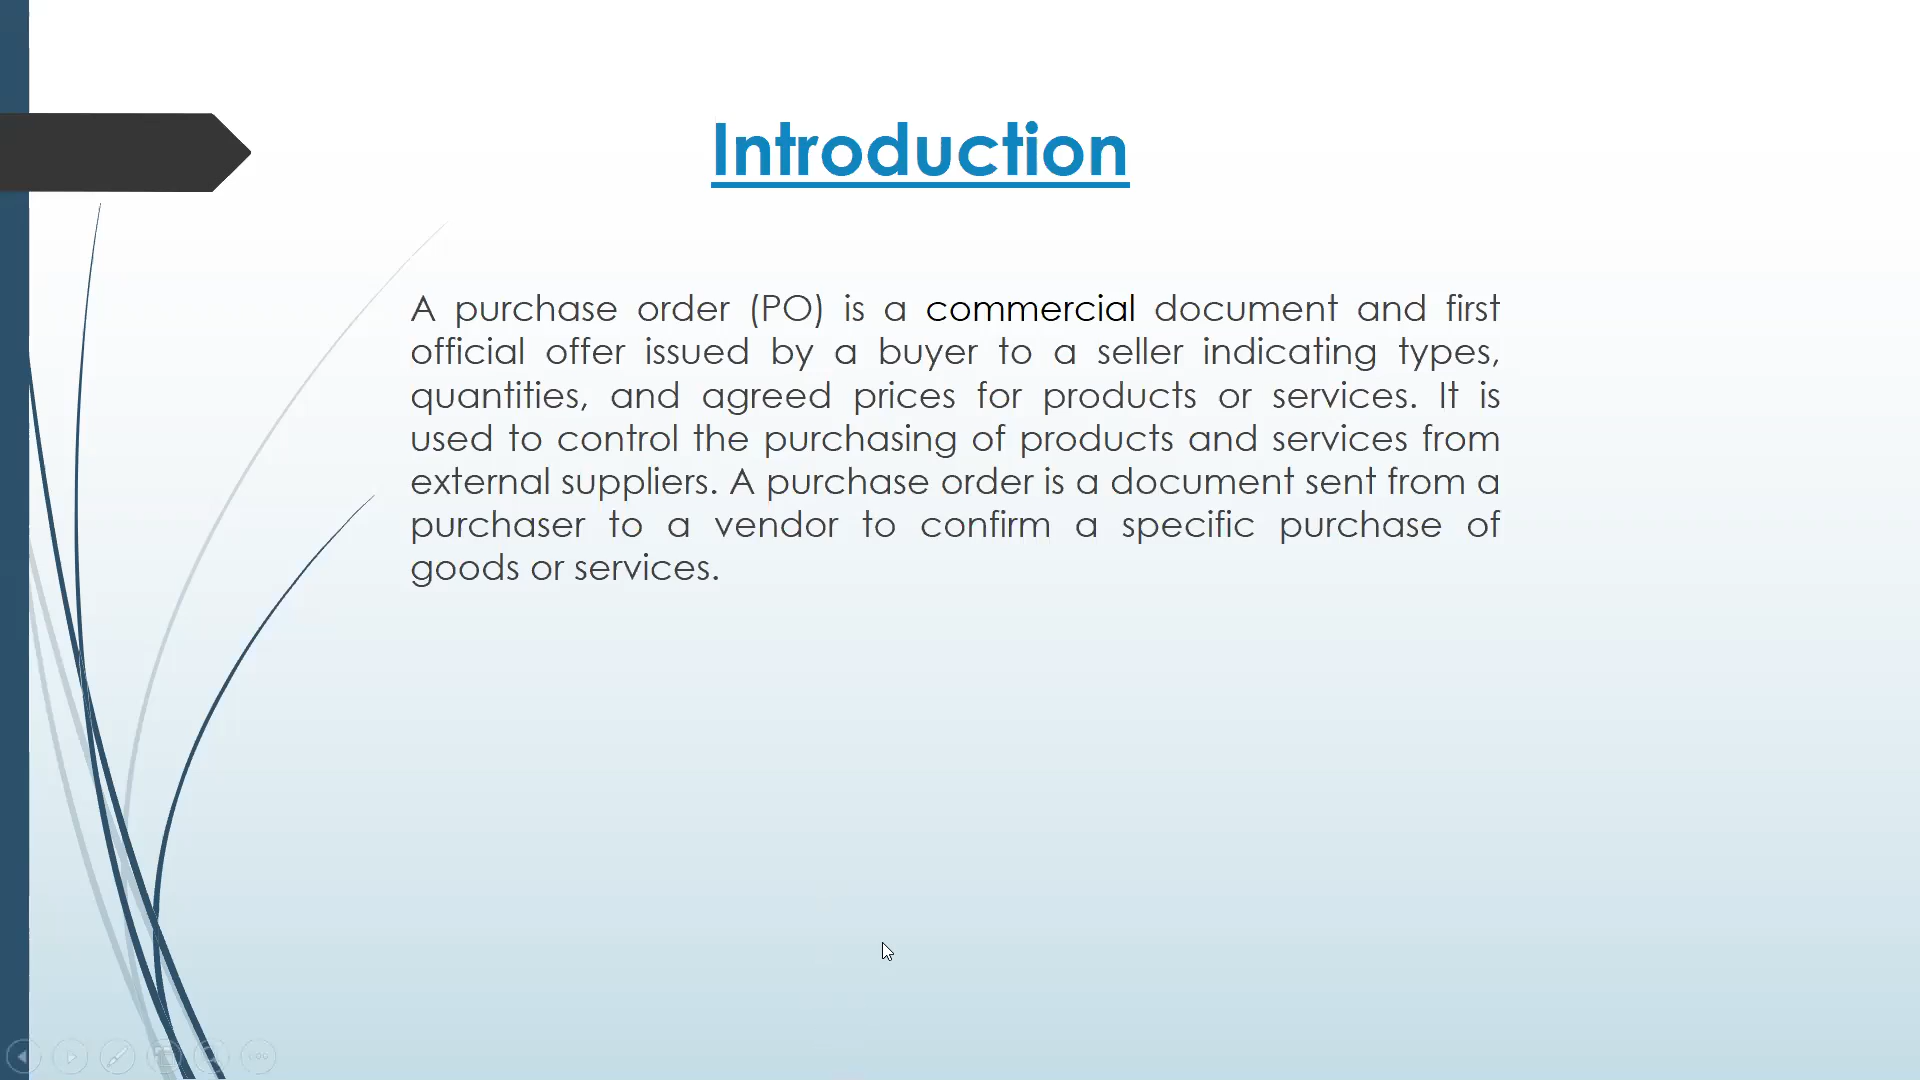 Introduction
A purchase order (PO) is a commercial document and first
official offer issued by a buyer to a seller indicating types,
quantities, and agreed prices for products or services. It is
used to control the purchasing of products and services from
external suppliers. A purchase order is a document sent from a
purchaser to a vendor to confirm a specific purchase of
goods or services.